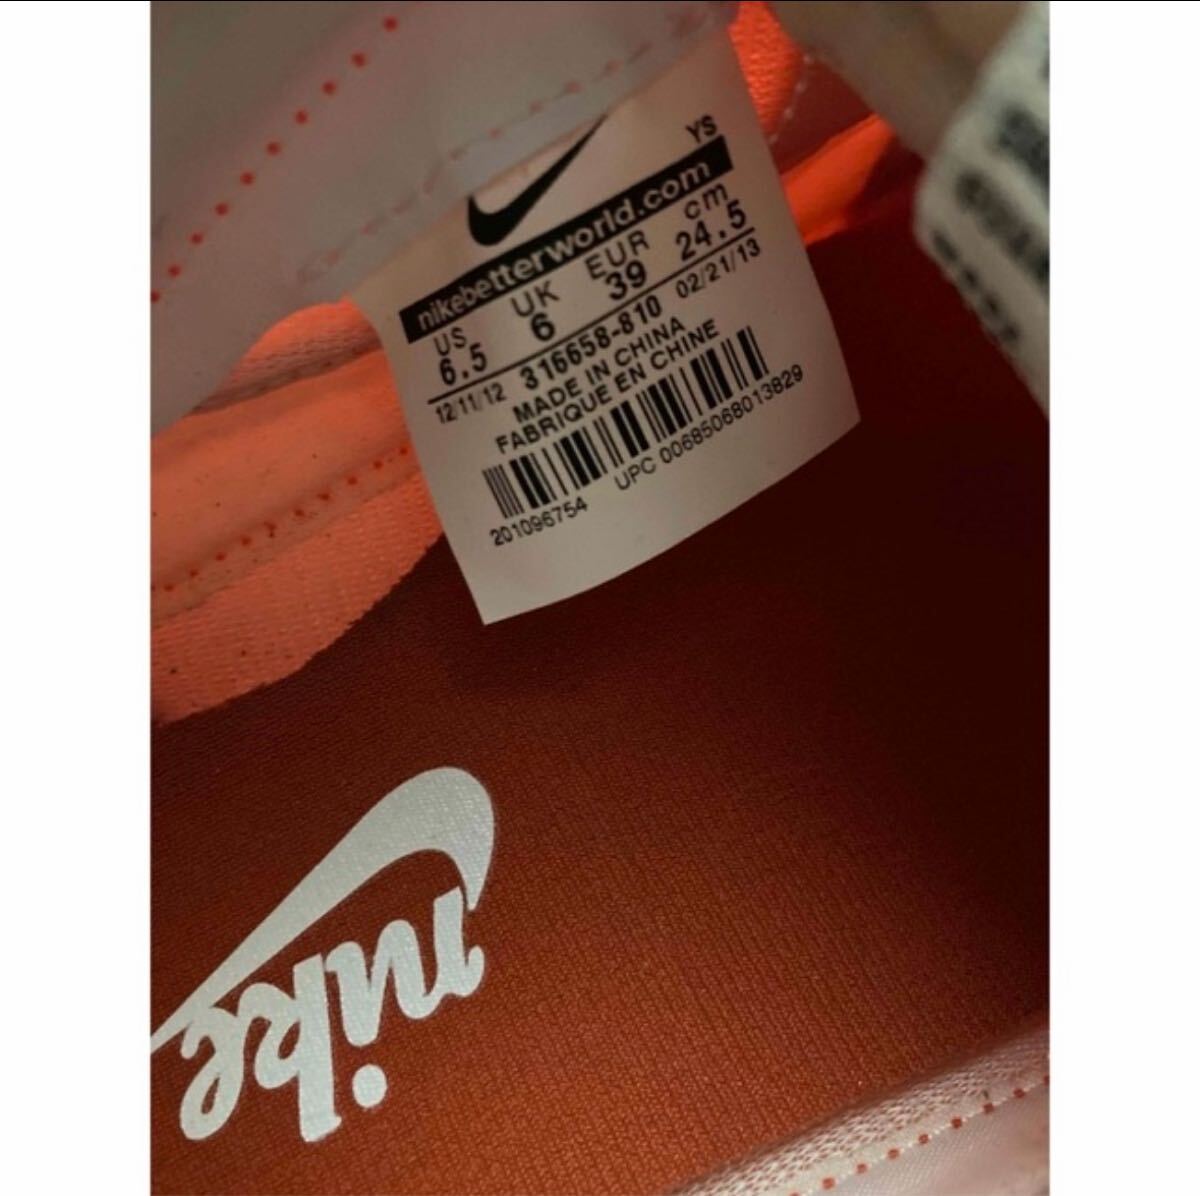 YS
nikebetterworld.com
US UK EUR cm
6.5 6 39 24.5
12/11/12 316658-810 02/21/13
MADE IN CHINA
FABRIQUE EN CHINE
201096754 UPC 00685068013829
nike